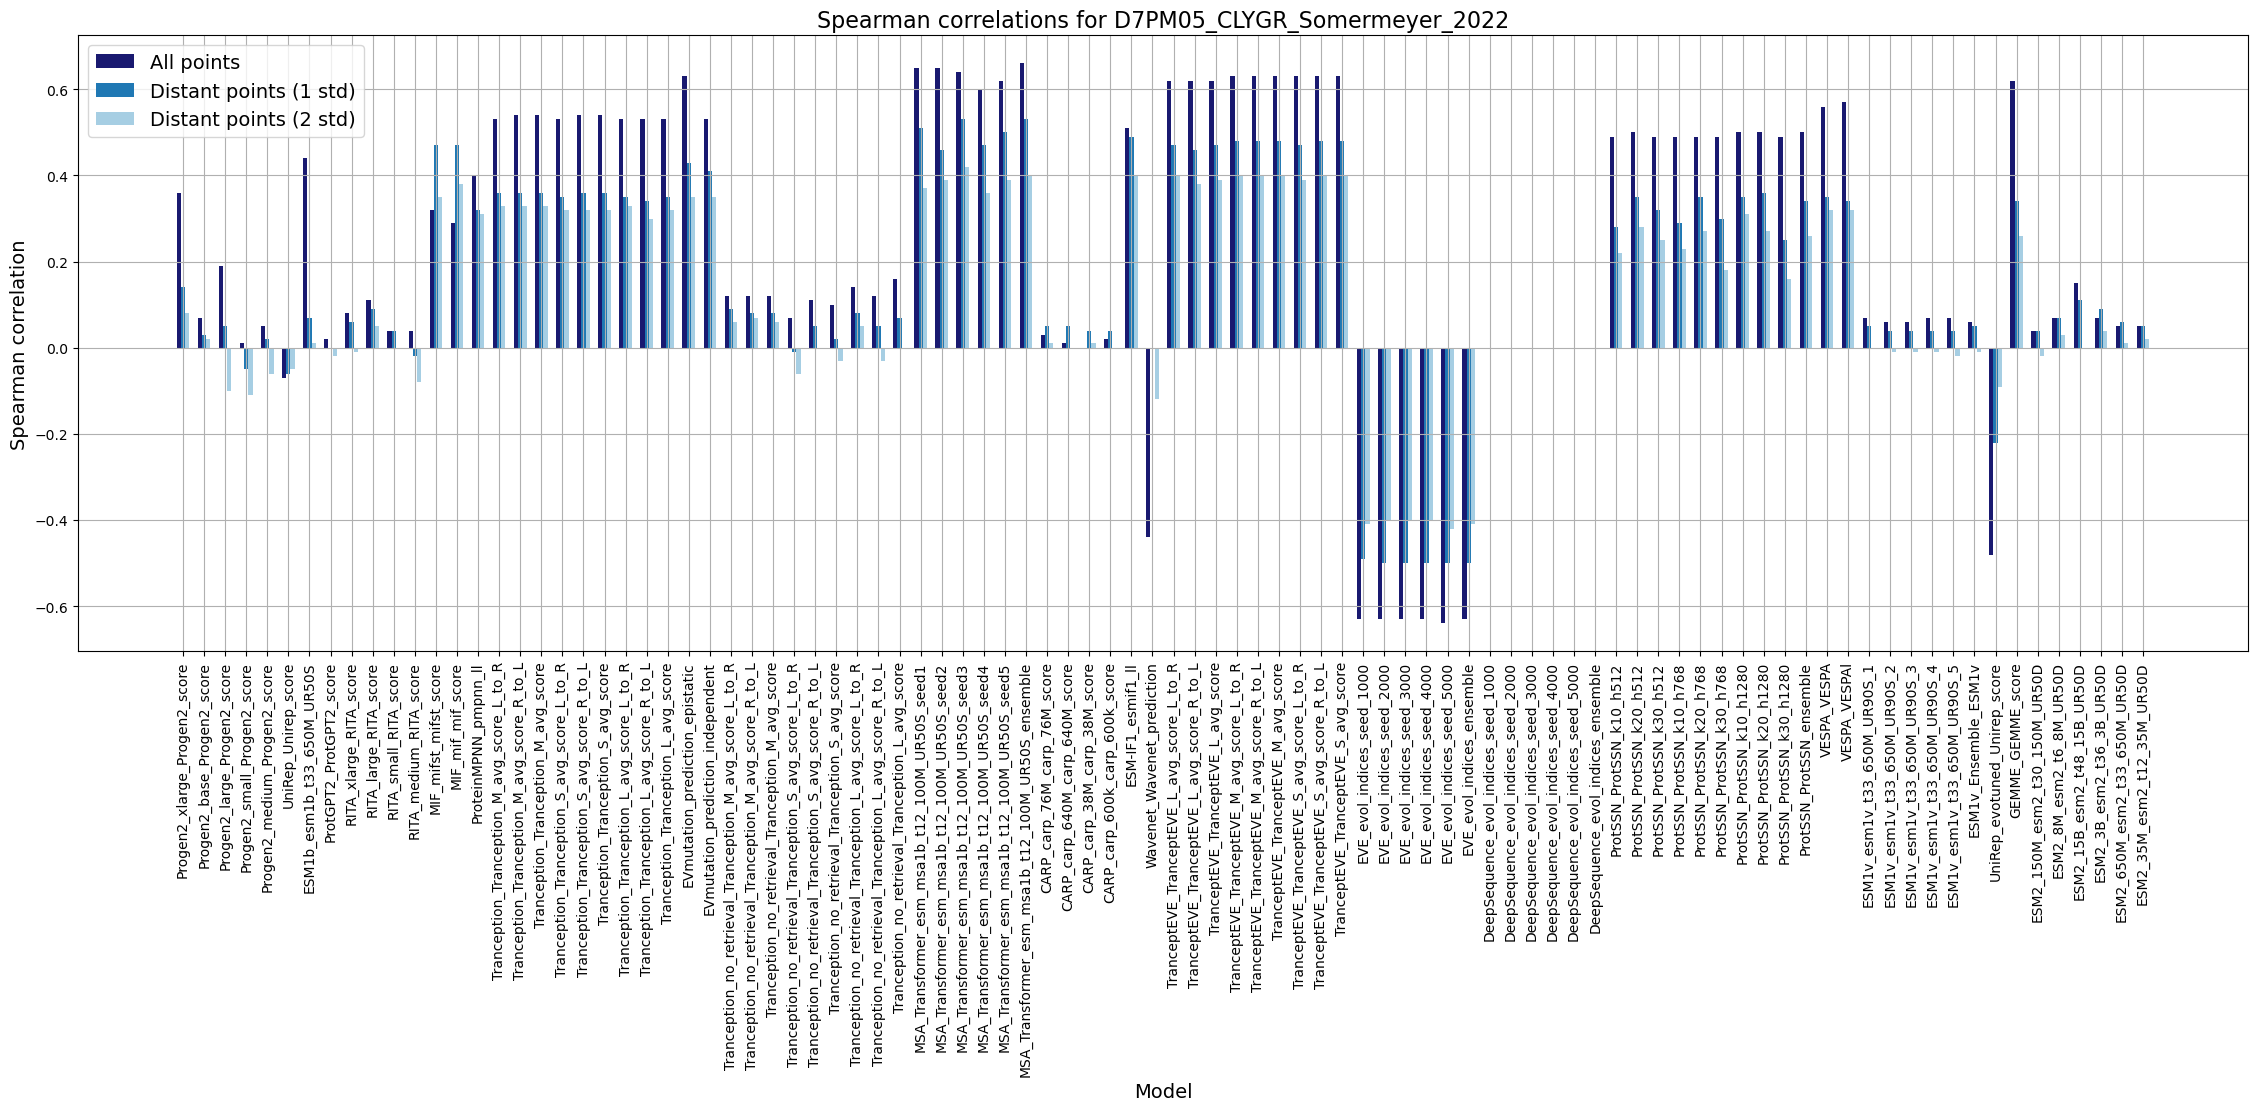 Spearman correlations for D7PM05_CLYGR_Somermeyer_2022
All points
Distant points (1 std)
Distant points (2 std)
Spearman correlation
0.6
0.4
0.2
0.0
−0.2
−0.4
−0.6
Progen2_xlarge_Progen2_score
Progen2_base_Progen2_score
Progen2_large_Progen2_score
Progen2_small_Progen2_score
Progen2_medium_Progen2_score
UniRep_Unirep_score
ESM1b_esm1b_t33_650M_UR50S
ProtGPT2_ProtGPT2_score
RITA_xlarge_RITA_score
RITA_large_RITA_score
RITA_small_RITA_score
RITA_medium_RITA_score
MIF_mifst_mifst_score
MIF_mif_mif_score
ProteinMPNN_pmpnn_ll
Tranception_Tranception_M_avg_score_L_to_R
Tranception_Tranception_M_avg_score_R_to_L
Tranception_Tranception_M_avg_score
Tranception_Tranception_S_avg_score_L_to_R
Tranception_Tranception_S_avg_score_R_to_L
Tranception_Tranception_S_avg_score
Tranception_Tranception_L_avg_score_L_to_R
Tranception_Tranception_L_avg_score_R_to_L
Tranception_Tranception_L_avg_score
EVmutation_prediction_epistatic
EVmutation_prediction_independent
Tranception_no_retrieval_Tranception_M_avg_score_L_to_R
Tranception_no_retrieval_Tranception_M_avg_score_R_to_L
Tranception_no_retrieval_Tranception_M_avg_score
Tranception_no_retrieval_Tranception_S_avg_score_L_to_R
Tranception_no_retrieval_Tranception_S_avg_score_R_to_L
Tranception_no_retrieval_Tranception_S_avg_score
Tranception_no_retrieval_Tranception_L_avg_score_L_to_R
Tranception_no_retrieval_Tranception_L_avg_score_R_to_L
Tranception_no_retrieval_Tranception_L_avg_score
MSA_Transformer_esm_msa1b_t12_100M_UR50S_seed1
MSA_Transformer_esm_msa1b_t12_100M_UR50S_seed2
MSA_Transformer_esm_msa1b_t12_100M_UR50S_seed3
MSA_Transformer_esm_msa1b_t12_100M_UR50S_seed4
MSA_Transformer_esm_msa1b_t12_100M_UR50S_seed5
MSA_Transformer_esm_msa1b_t12_100M_UR50S_ensemble
CARP_carp_76M_carp_76M_score
CARP_carp_640M_carp_640M_score
CARP_carp_38M_carp_38M_score
CARP_carp_600k_carp_600k_score
ESM-IF1_esmif1_ll
Wavenet_Wavenet_prediction
TranceptEVE_TranceptEVE_L_avg_score_L_to_R
TranceptEVE_TranceptEVE_L_avg_score_R_to_L
TranceptEVE_TranceptEVE_L_avg_score
TranceptEVE_TranceptEVE_M_avg_score_L_to_R
TranceptEVE_TranceptEVE_M_avg_score_R_to_L
TranceptEVE_TranceptEVE_M_avg_score
TranceptEVE_TranceptEVE_S_avg_score_L_to_R
TranceptEVE_TranceptEVE_S_avg_score_R_to_L
TranceptEVE_TranceptEVE_S_avg_score
EVE_evol_indices_seed_1000
EVE_evol_indices_seed_2000
EVE_evol_indices_seed_3000
EVE_evol_indices_seed_4000
EVE_evol_indices_seed_5000
EVE_evol_indices_ensemble
DeepSequence_evol_indices_seed_1000
DeepSequence_evol_indices_seed_2000
DeepSequence_evol_indices_seed_3000
DeepSequence_evol_indices_seed_4000
DeepSequence_evol_indices_seed_5000
DeepSequence_evol_indices_ensemble
ProtSSN_ProtSSN_k10_h512
ProtSSN_ProtSSN_k20_h512
ProtSSN_ProtSSN_k30_h512
ProtSSN_ProtSSN_k10_h768
ProtSSN_ProtSSN_k20_h768
ProtSSN_ProtSSN_k30_h768
ProtSSN_ProtSSN_k10_h1280
ProtSSN_ProtSSN_k20_h1280
ProtSSN_ProtSSN_k30_h1280
ProtSSN_ProtSSN_ensemble
VESPA_VESPA
VESPA_VESPAl
ESM1v_esm1v_t33_650M_UR90S_1
ESM1v_esm1v_t33_650M_UR90S_2
ESM1v_esm1v_t33_650M_UR90S_3
ESM1v_esm1v_t33_650M_UR90S_4
ESM1v_esm1v_t33_650M_UR90S_5
ESM1v_Ensemble_ESM1v
UniRep_evotuned_Unirep_score
GEMME_GEMME_score
ESM2_150M_esm2_t30_150M_UR50D
ESM2_8M_esm2_t6_8M_UR50D
ESM2_15B_esm2_t48_15B_UR50D
ESM2_3B_esm2_t36_3B_UR50D
ESM2_650M_esm2_t33_650M_UR50D
ESM2_35M_esm2_t12_35M_UR50D
Model